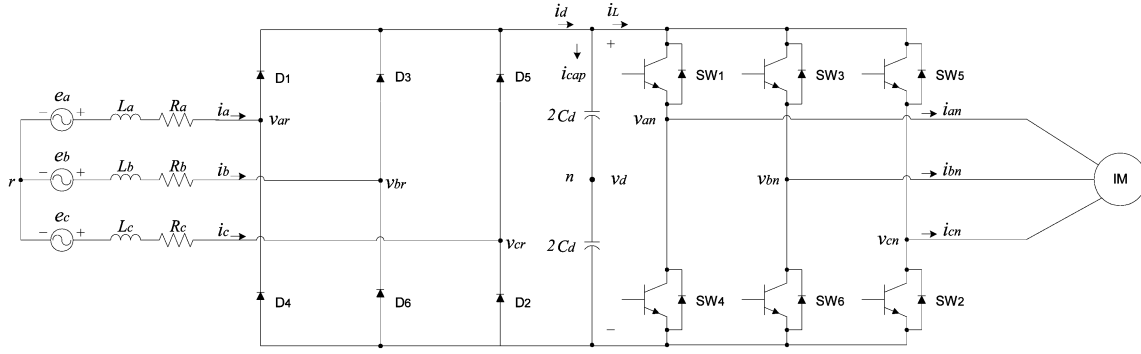 id iL
+
D1 D3 D5 icap SW1 SW3 SW5
ea La Ra ia
− +
var 2Cd van ian
eb Lb Rb ib
r − + vbr n vd vbn ibn IM
ec Lc Rc ic
− + vcr 2Cd vcn icn
D4 D6 D2 SW4 SW6 SW2
−